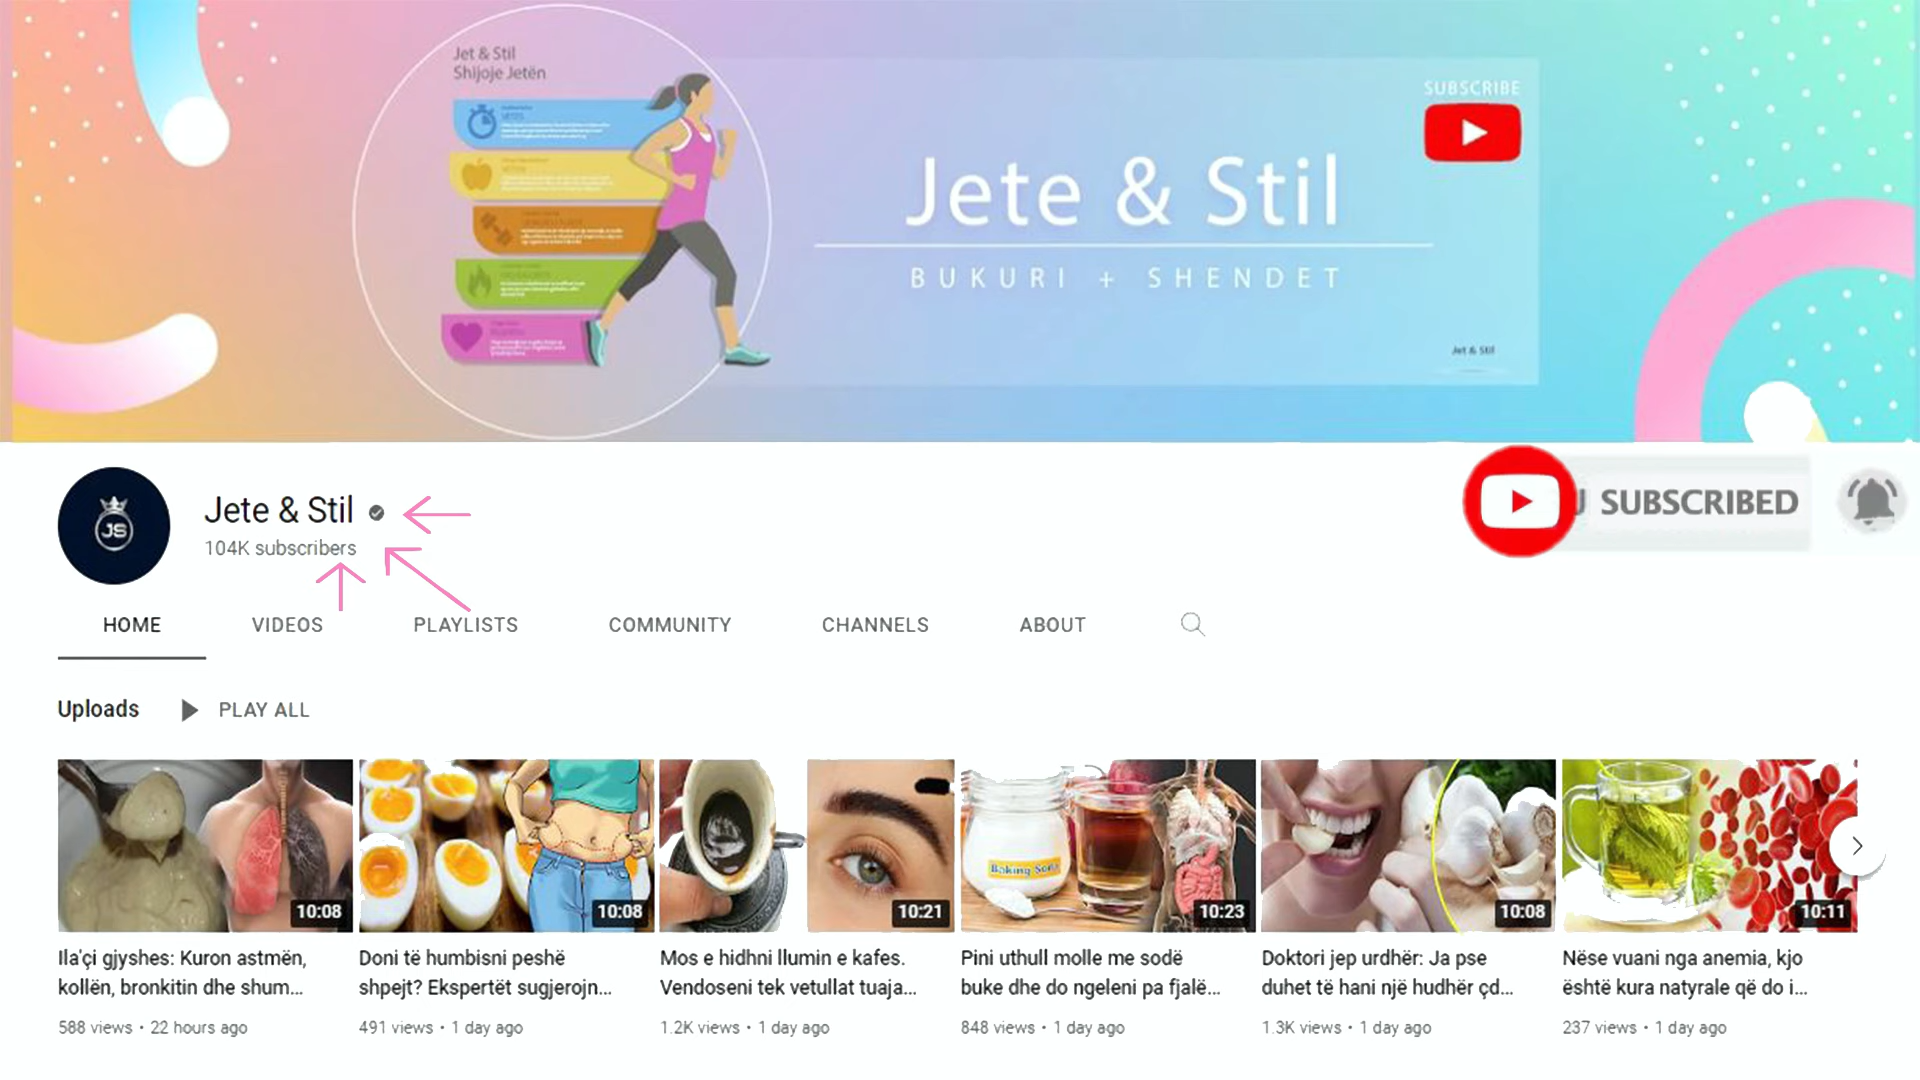 Jet & Stil
Shijoje Jetën
SUBSCRIBE
Jete & Stil
BUKURI + SHENDET
Jet & Stil
JS
Jete & Stil
104K subscribers
SUBSCRIBED
HOME VIDEOS PLAYLISTS COMMUNITY CHANNELS ABOUT
Uploads PLAY ALL
Baking Soda
10:08 10:08 10:21 10:23 10:08 10:11
Ila'çi gjyshes: Kuron astmën,
kollën, bronkitin dhe shum...
588 views • 22 hours ago
Doni të humbisni peshë
shpejt? Ekspertët sugjerojn...
491 views • 1 day ago
Mos e hidhni llumin e kafes.
Vendoseni tek vetullat tuaja...
1.2K views • 1 day ago
Pini uthull molle me sodë
buke dhe do ngeleni pa fjalë...
848 views • 1 day ago
Doktori jep urdhër: Ja pse
duhet të hani një hudhër çd...
1.3K views • 1 day ago
Nëse vuani nga anemia, kjo
është kura natyrale që do i...
237 views • 1 day ago